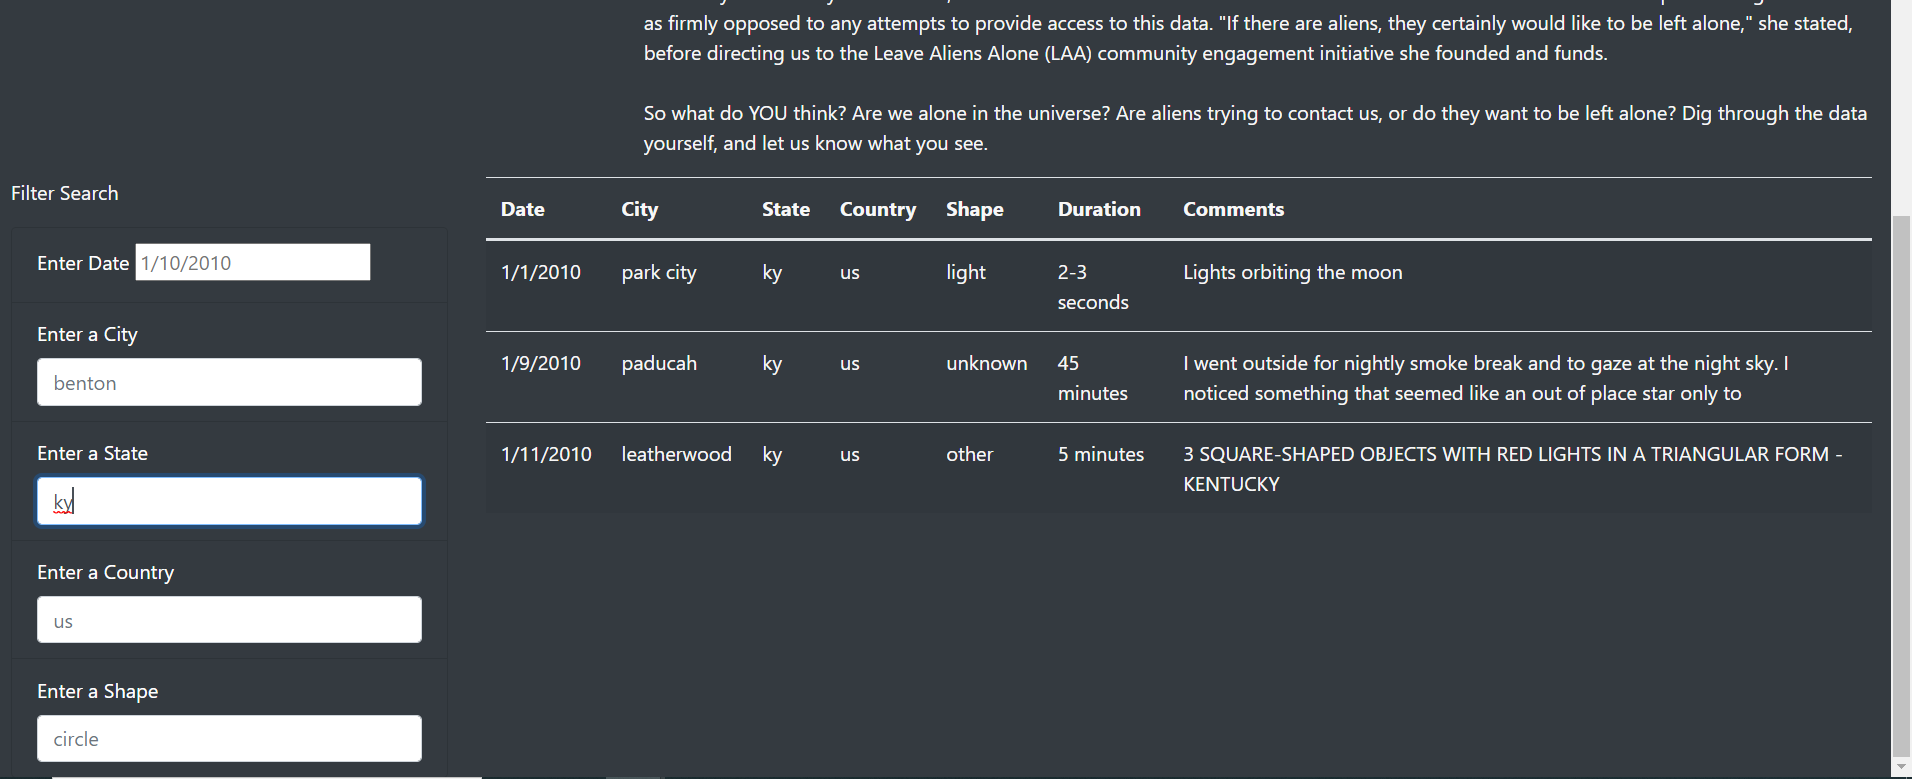 as firmly opposed to any attempts to provide access to this data. "If there are aliens, they certainly would like to be left alone," she stated,
before directing us to the Leave Aliens Alone (LAA) community engagement initiative she founded and funds.
So what do YOU think? Are we alone in the universe? Are aliens trying to contact us, or do they want to be left alone? Dig through the data
yourself, and let us know what you see.
Filter Search
Enter Date 1/10/2010
Enter a City
benton
Enter a State
ky
Enter a Country
us
Enter a Shape
circle
Date City State Country Shape Duration Comments
1/1/2010 park city ky us light 2-3 Lights orbiting the moon
seconds
1/9/2010 paducah ky us unknown 45 I went outside for nightly smoke break and to gaze at the night sky. I
minutes noticed something that seemed like an out of place star only to
1/11/2010 leatherwood ky us other 5 minutes 3 SQUARE-SHAPED OBJECTS WITH RED LIGHTS IN A TRIANGULAR FORM -
KENTUCKY